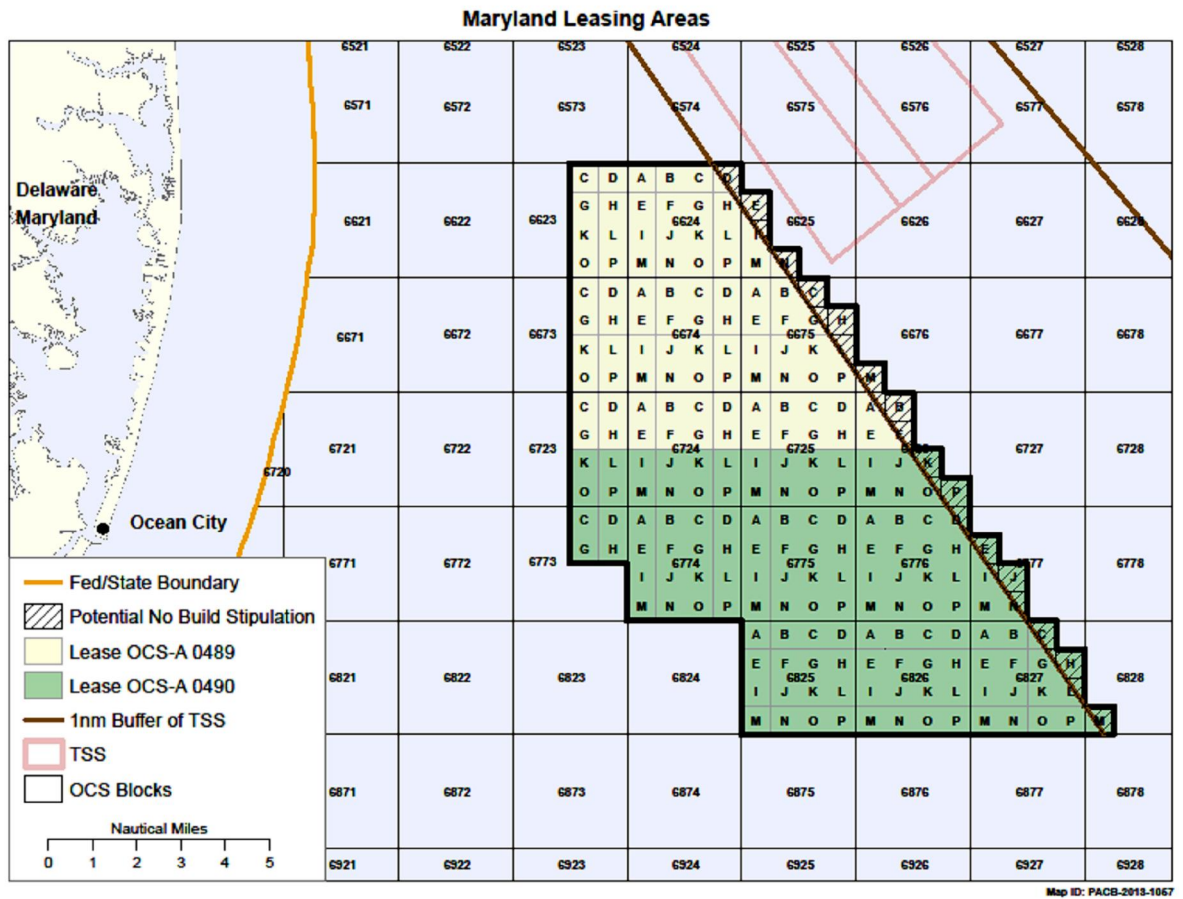 Maryland Leasing Areas
6521 6522 6523 6524 6525 6526 6527 6528
6571 6572 6573 6574 6575 6576 6577 6578
C D A B C D
Delaware
G H E F G H E
Maryland 6621 6622 6623 6624 6625 6626 6627 6628
K L I J K L I
O P M N O P M N
C D A B C D A B C
G H E F G H E F G H
6671 6672 6673 6674 6675 6676 6677 6678
K L I J K L I J K
O P M N O P M N O P M
C D A B C D A B C D A B
G H E F G H E F G H E F
6721 6722 6723 6724 6725 6727 6728
K L I J K L I J K L I J K
6720
O P M N O P M N O P M N O P
C D A B C D A B C D A B C D
Ocean City
G H E F G H E F G H E F G H E
6771 6772 6773 6774 6775 6776 6777 6778
I J K L I J K L I J K L I J
M N O P M N O P M N O P M N
A B C D A B C D A B C
E F G H E F G H E F G H
6821 6822 6823 6824 6825 6826 6827 6828
I J K L I J K L I J K L
M N O P M N O P M N O P M
6871 6872 6873 6874 6875 6876 6877 6878
6921 6922 6923 6924 6925 6926 6927 6928
Fed/State Boundary
Potential No Build Stipulation
Lease OCS-A 0489
Lease OCS-A 0490
1nm Buffer of TSS
TSS
OCS Blocks
Nautical Miles
0 1 2 3 4 5
Map ID: PACB-2013-1057